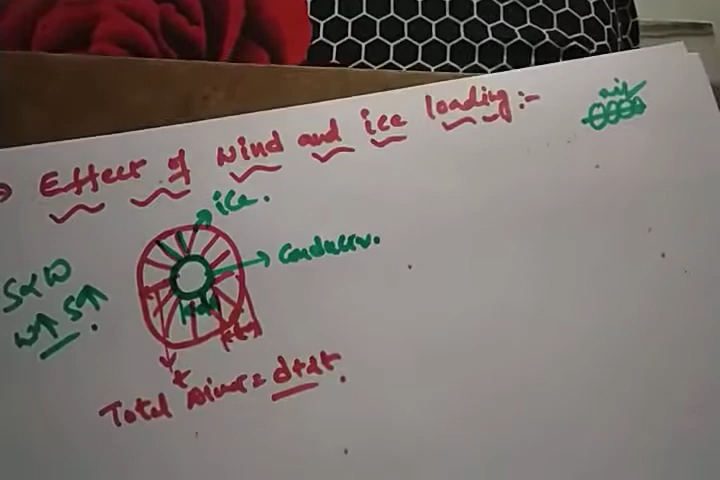 Effect of Wind and ice loading :-
ice.
Conductor.
S∝W
W↑ S↑
d
t
Total Diameter = d+2t